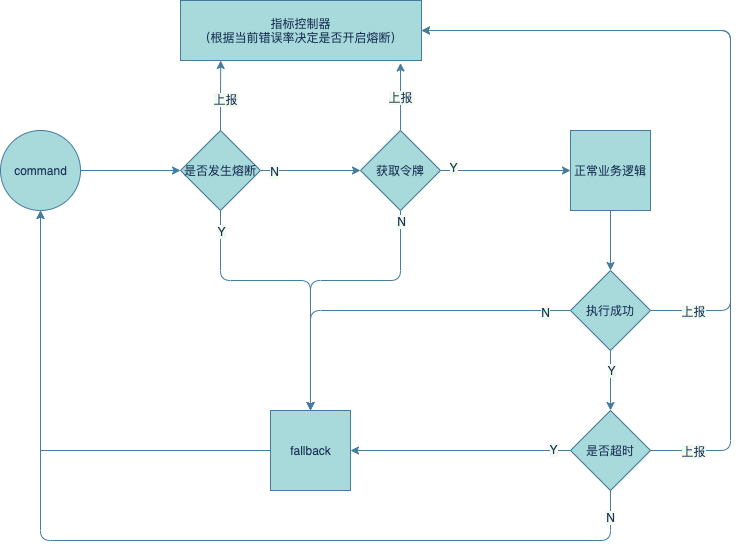 指标控制器
（根据当前错误率决定是否开启熔断）
上报
上报
command
是否发生熔断
N
获取令牌
Y
正常业务逻辑
Y
N
N
执行成功
上报
Y
fallback
Y
是否超时
上报
N